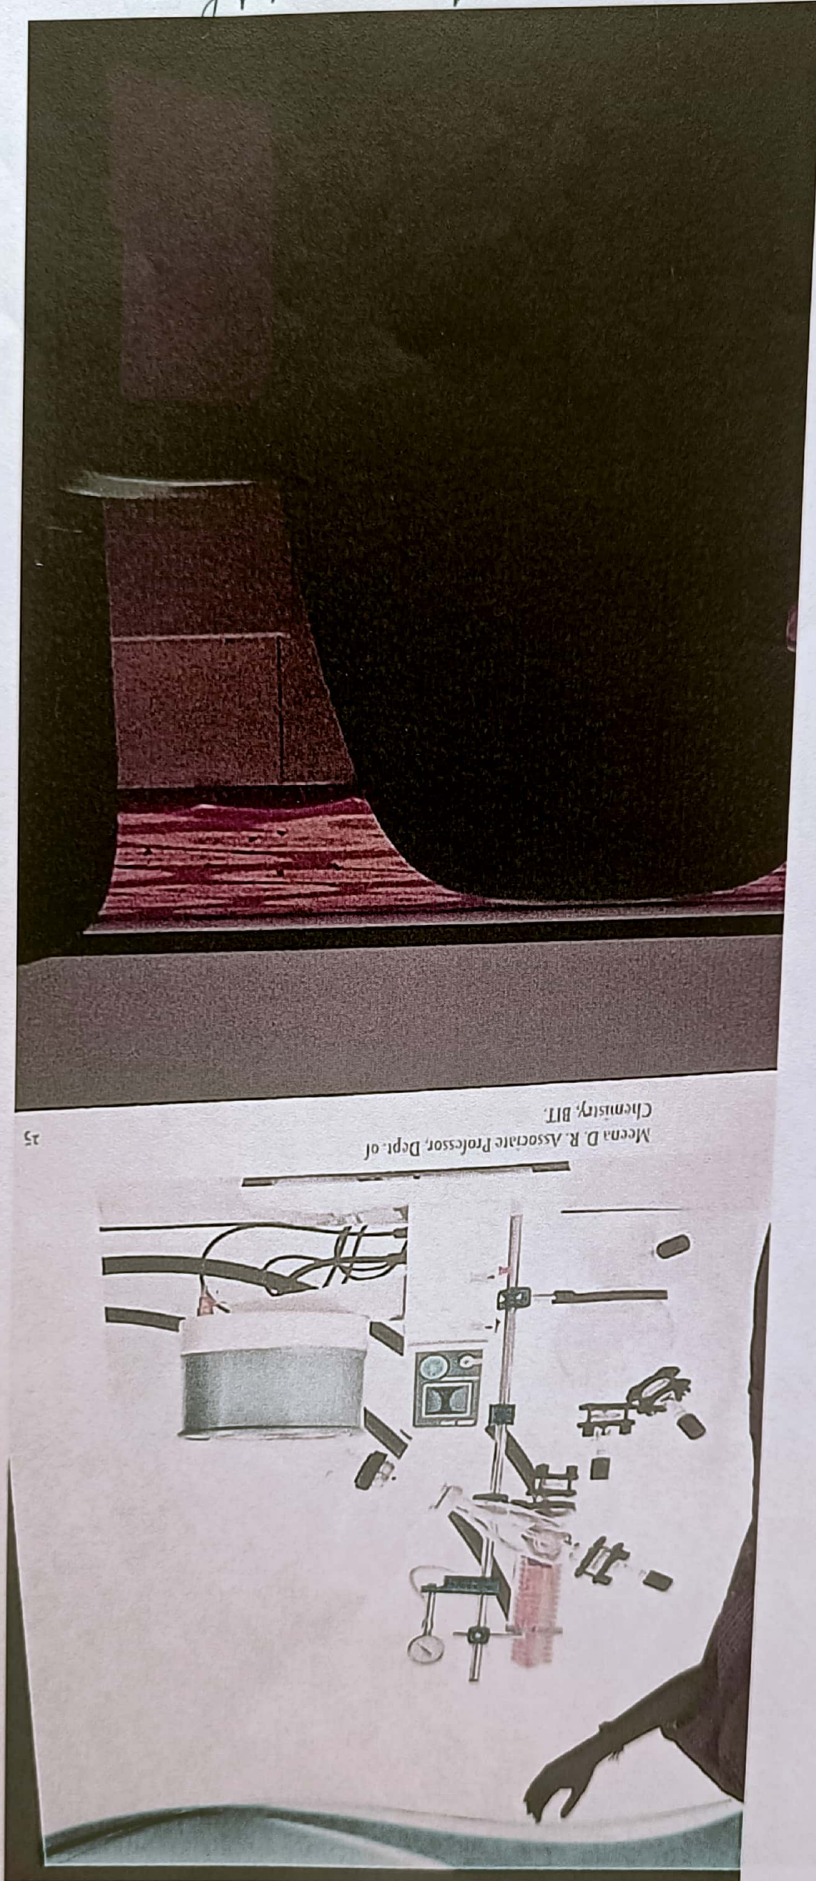 Meena D. R. Associate Professor, Dept. of
Chemistry, BIT.
25